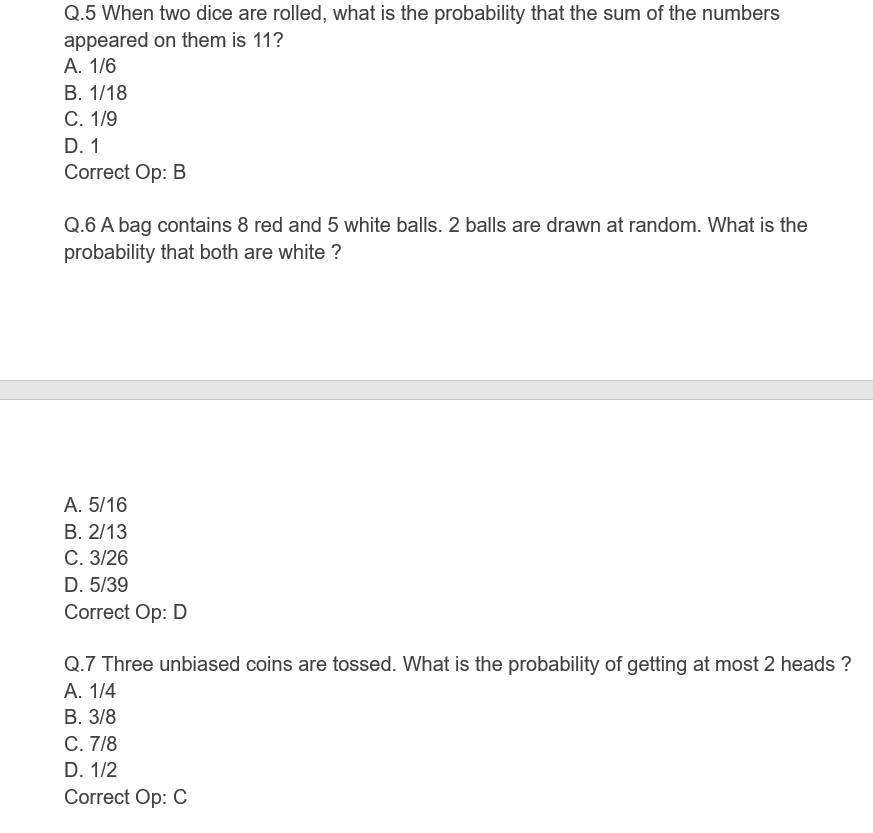 Q.5 When two dice are rolled, what is the probability that the sum of the numbers
appeared on them is 11?
A. 1/6
B. 1/18
C. 1/9
D. 1
Correct Op: B
Q.6 A bag contains 8 red and 5 white balls. 2 balls are drawn at random. What is the
probability that both are white ?
A. 5/16
B. 2/13
C. 3/26
D. 5/39
Correct Op: D
Q.7 Three unbiased coins are tossed. What is the probability of getting at most 2 heads ?
A. 1/4
B. 3/8
C. 7/8
D. 1/2
Correct Op: C